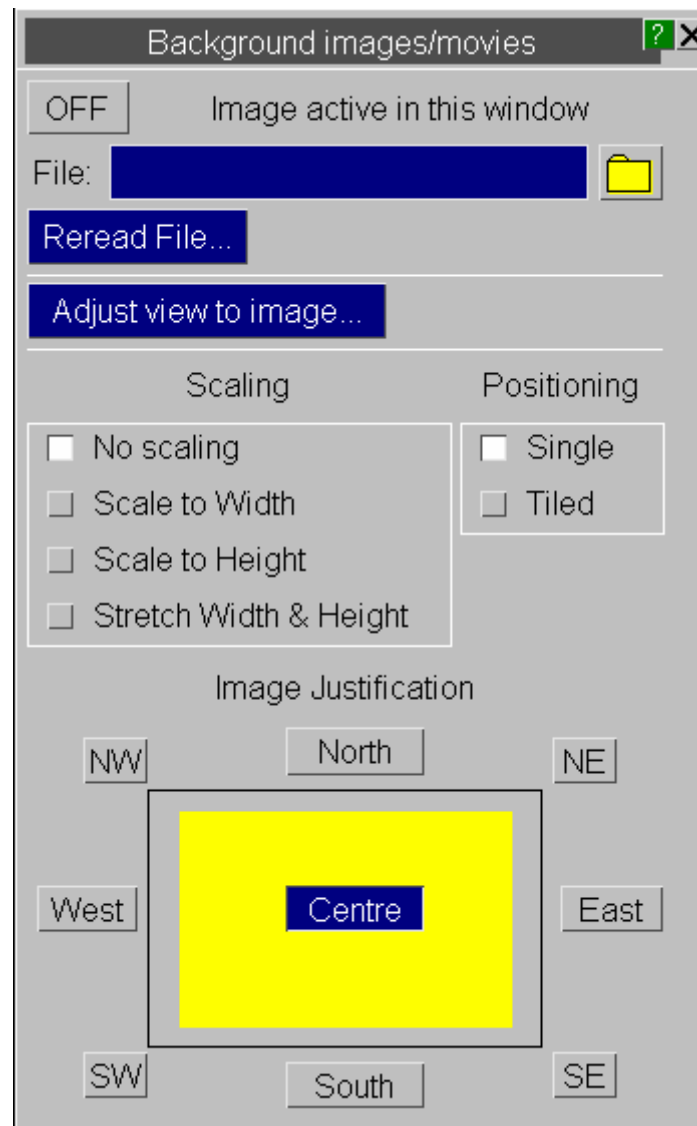 Background images/movies ? X
OFF Image active in this window
File:
Reread File...
Adjust view to image...
Scaling Positioning
No scaling Single
Scale to Width Tiled
Scale to Height
Stretch Width & Height
Image Justification
NW North NE
West Centre East
SW South SE